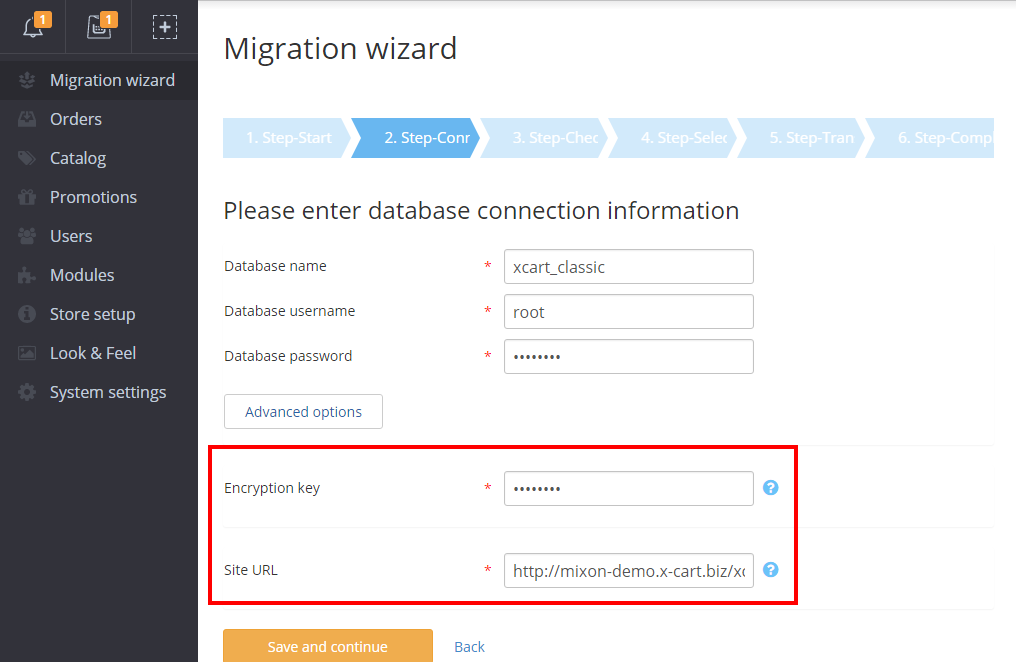 1
1
Migration wizard
Orders
Catalog
Promotions
Users
Modules
Store setup
Look & Feel
System settings
Migration wizard
1. Step-Start
2. Step-Conn
3. Step-Chec
4. Step-Selec
5. Step-Tran
6. Step-Comp
Please enter database connection information
Database name * xcart_classic
Database username * root
Database password * ••••••••
Advanced options
Encryption key * •••••••• ?
Site URL * http://mixon-demo.x-cart.biz/xc ?
Save and continue Back